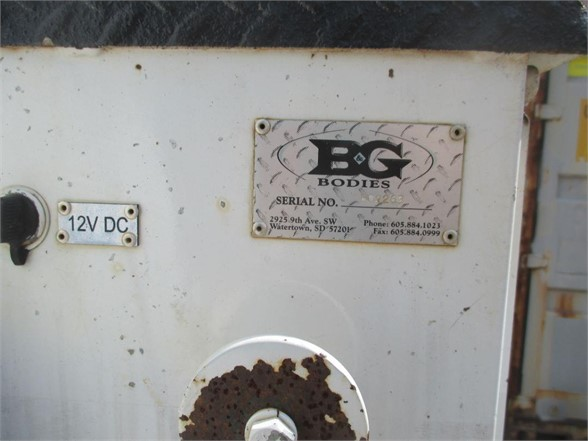 B&G
BODIES
SERIAL NO.
2925 9th Ave. SW
Watertown, SD 57201
Phone: 605.884.1023
Fax: 605.884.0999
12V DC